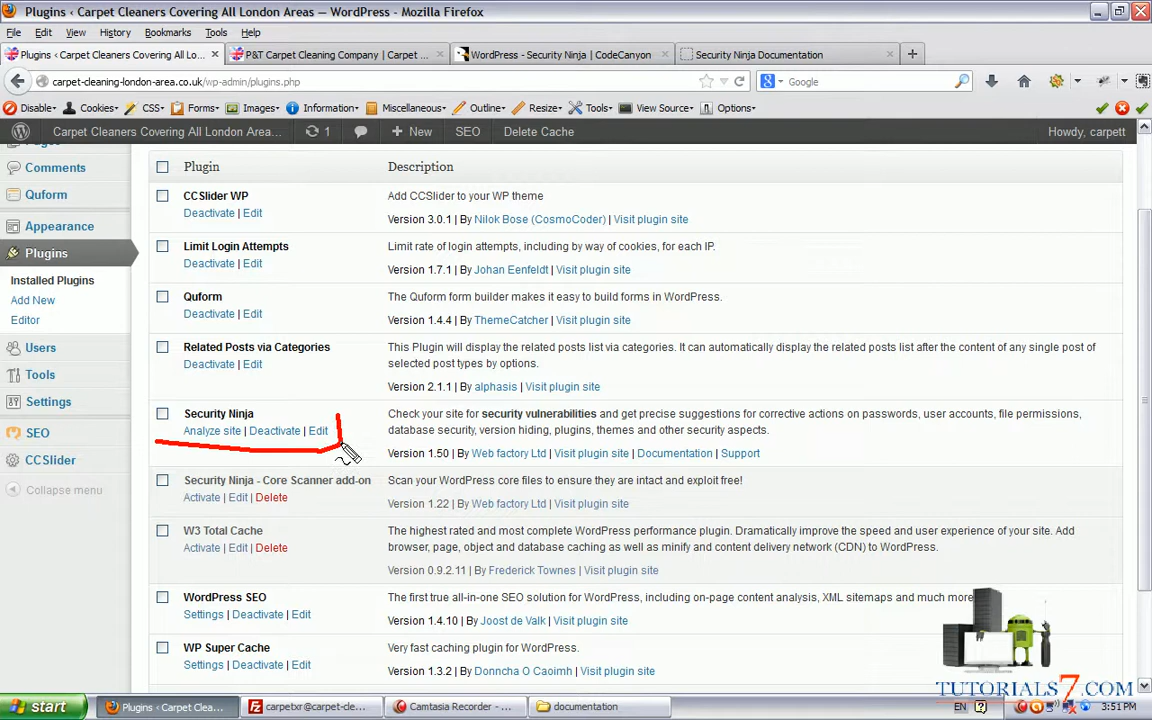 Plugins ‹ Carpet Cleaners Covering All London Areas — WordPress - Mozilla Firefox
File Edit View History Bookmarks Tools Help
Plugins ‹ Carpet Cleaners Covering All Lo... P&T Carpet Cleaning Company | Carpet ... WordPress - Security Ninja | CodeCanyon Security Ninja Documentation
carpet-cleaning-london-area.co.uk/wp-admin/plugins.php Google
Disable Cookies CSS Forms Images Information Miscellaneous Outline Resize Tools View Source Options
Carpet Cleaners Covering All London Area... 1 New SEO Delete Cache Howdy, carpett
Comments
Quform
Appearance
Plugins
Installed Plugins
Add New
Editor
Users
Tools
Settings
SEO
CCSlider
Collapse menu
Plugin Description
CCSlider WP Add CCSlider to your WP theme
Deactivate | Edit
Version 3.0.1 | By Nilok Bose (CosmoCoder) | Visit plugin site
Limit Login Attempts Limit rate of login attempts, including by way of cookies, for each IP.
Deactivate | Edit
Version 1.7.1 | By Johan Eenfeldt | Visit plugin site
Quform The Quform form builder makes it easy to build forms in WordPress.
Deactivate | Edit
Version 1.4.4 | By ThemeCatcher | Visit plugin site
Related Posts via Categories This Plugin will display the related posts list via categories. It can automatically display the related posts list after the content of any single post of
Deactivate | Edit selected post types by options.
Version 2.1.1 | By alphasis | Visit plugin site
Security Ninja Check your site for security vulnerabilities and get precise suggestions for corrective actions on passwords, user accounts, file permissions,
Analyze site | Deactivate | Edit database security, version hiding, plugins, themes and other security aspects.
Version 1.50 | By Web factory Ltd | Visit plugin site | Documentation | Support
Security Ninja - Core Scanner add-on Scan your WordPress core files to ensure they are intact and exploit free!
Activate | Edit | Delete Version 1.22 | By Web factory Ltd | Visit plugin site
W3 Total Cache The highest rated and most complete WordPress performance plugin. Dramatically improve the speed and user experience of your site. Add
Activate | Edit | Delete browser, page, object and database caching as well as minify and content delivery network (CDN) to WordPress.
Version 0.9.2.11 | By Frederick Townes | Visit plugin site
WordPress SEO The first true all-in-one SEO solution for WordPress, including on-page content analysis, XML sitemaps and much more
Settings | Deactivate | Edit Version 1.4.10 | By Joost de Valk | Visit plugin site
WP Super Cache Very fast caching plugin for WordPress.
Settings | Deactivate | Edit Version 1.3.2 | By Donncha O Caoimh | Visit plugin site
TUTORIALS7.COM
start Plugins ‹ Carpet Clea... carpetxr@carpet-cle... Camtasia Recorder - ... documentation EN 3:51 PM